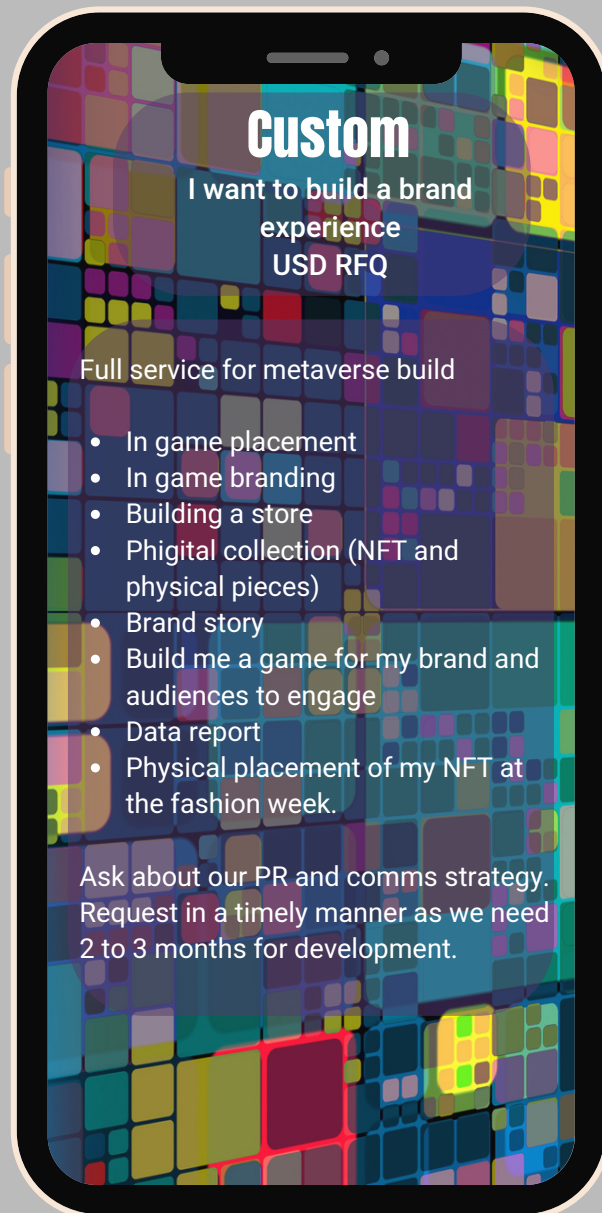 Custom
I want to build a brand
experience
USD RFQ
Full service for metaverse build
• In game placement
• In game branding
• Building a store
• Phigital collection (NFT and
physical pieces)
• Brand story
• Build me a game for my brand and
audiences to engage
• Data report
• Physical placement of my NFT at
the fashion week.
Ask about our PR and comms strategy.
Request in a timely manner as we need
2 to 3 months for development.